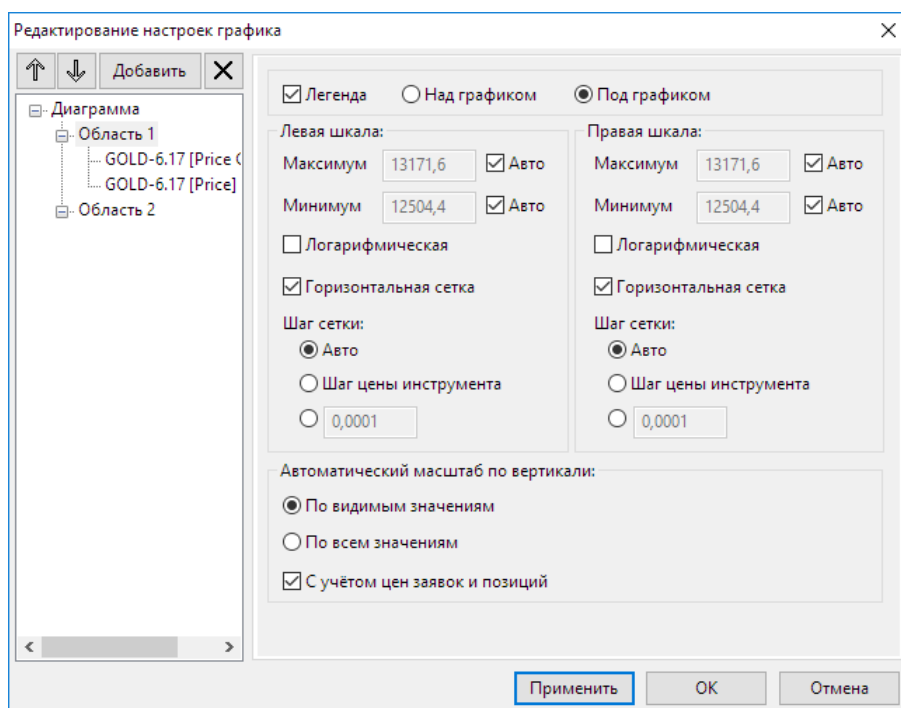 Редактирование настроек графика
Добавить
Диаграмма
Область 1
GOLD-6.17 [Price (
GOLD-6.17 [Price]
Область 2
Легенда Над графиком Под графиком
Левая шкала:
Максимум 13171,6 Авто
Минимум 12504,4 Авто
Логарифмическая
Горизонтальная сетка
Шаг сетки:
Авто
Шаг цены инструмента
0,0001
Правая шкала:
Максимум 13171,6 Авто
Минимум 12504,4 Авто
Логарифмическая
Горизонтальная сетка
Шаг сетки:
Авто
Шаг цены инструмента
0,0001
Автоматический масштаб по вертикали:
По видимым значениям
По всем значениям
С учётом цен заявок и позиций
Применить ОК Отмена